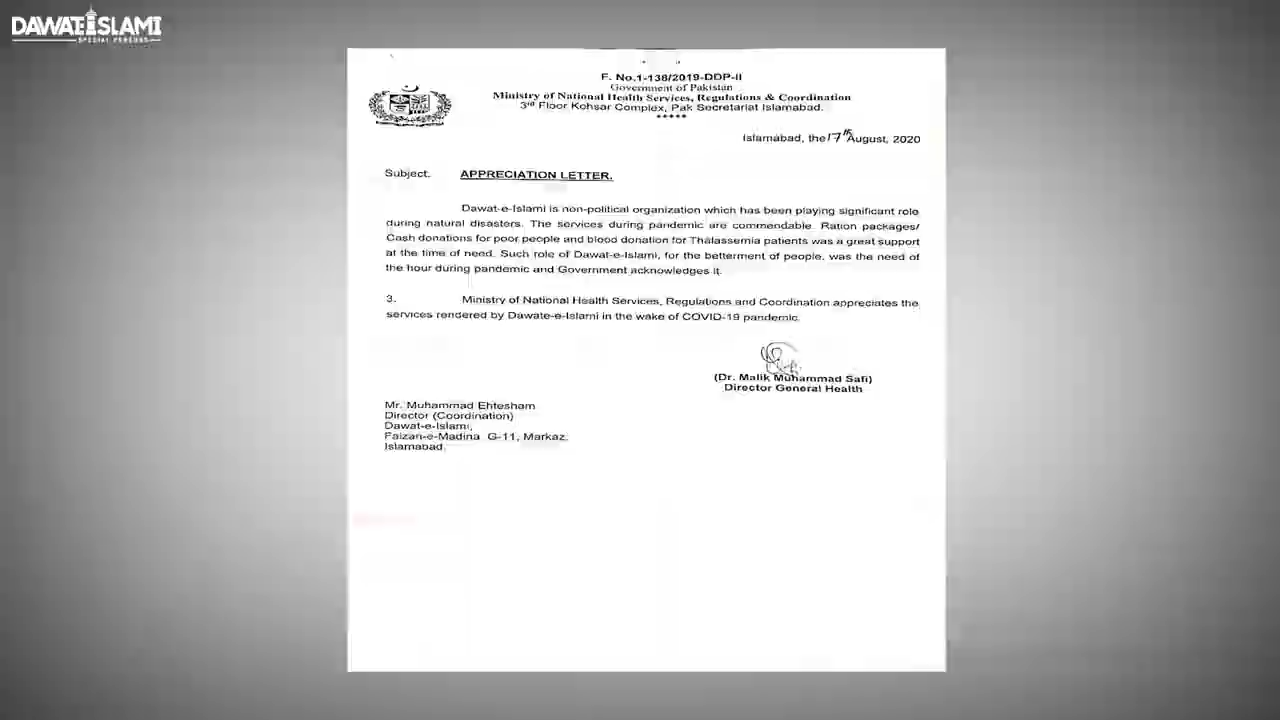 DAWAT-E-ISLAMI
SPECIAL PERSONS
F. No.1-138/2019-DDP-II
Government of Pakistan
Ministry of National Health Services, Regulations & Coordination
3rd Floor Kohsar Complex, Pak Secretariat Islamabad.
*****
Islamabad, the 17th August, 2020
Subject. APPRECIATION LETTER.
Dawat-e-Islami is non-political organization which has been playing significant role
during natural disasters. The services during pandemic are commendable. Ration packages/
Cash donations for poor people and blood donation for Thalassemia patients was a great support
at the time of need. Such role of Dawat-e-Islami, for the betterment of people, was the need of
the hour during pandemic and Government acknowledges it.
3. Ministry of National Health Services, Regulations and Coordination appreciates the
services rendered by Dawate-e-Islami in the wake of COVID-19 pandemic.
(Dr. Malik Muhammad Safi)
Director General Health
Mr. Muhammad Ehtesham
Director (Coordination)
Dawat-e-Islami,
Faizan-e-Madina G-11, Markaz,
Islamabad.